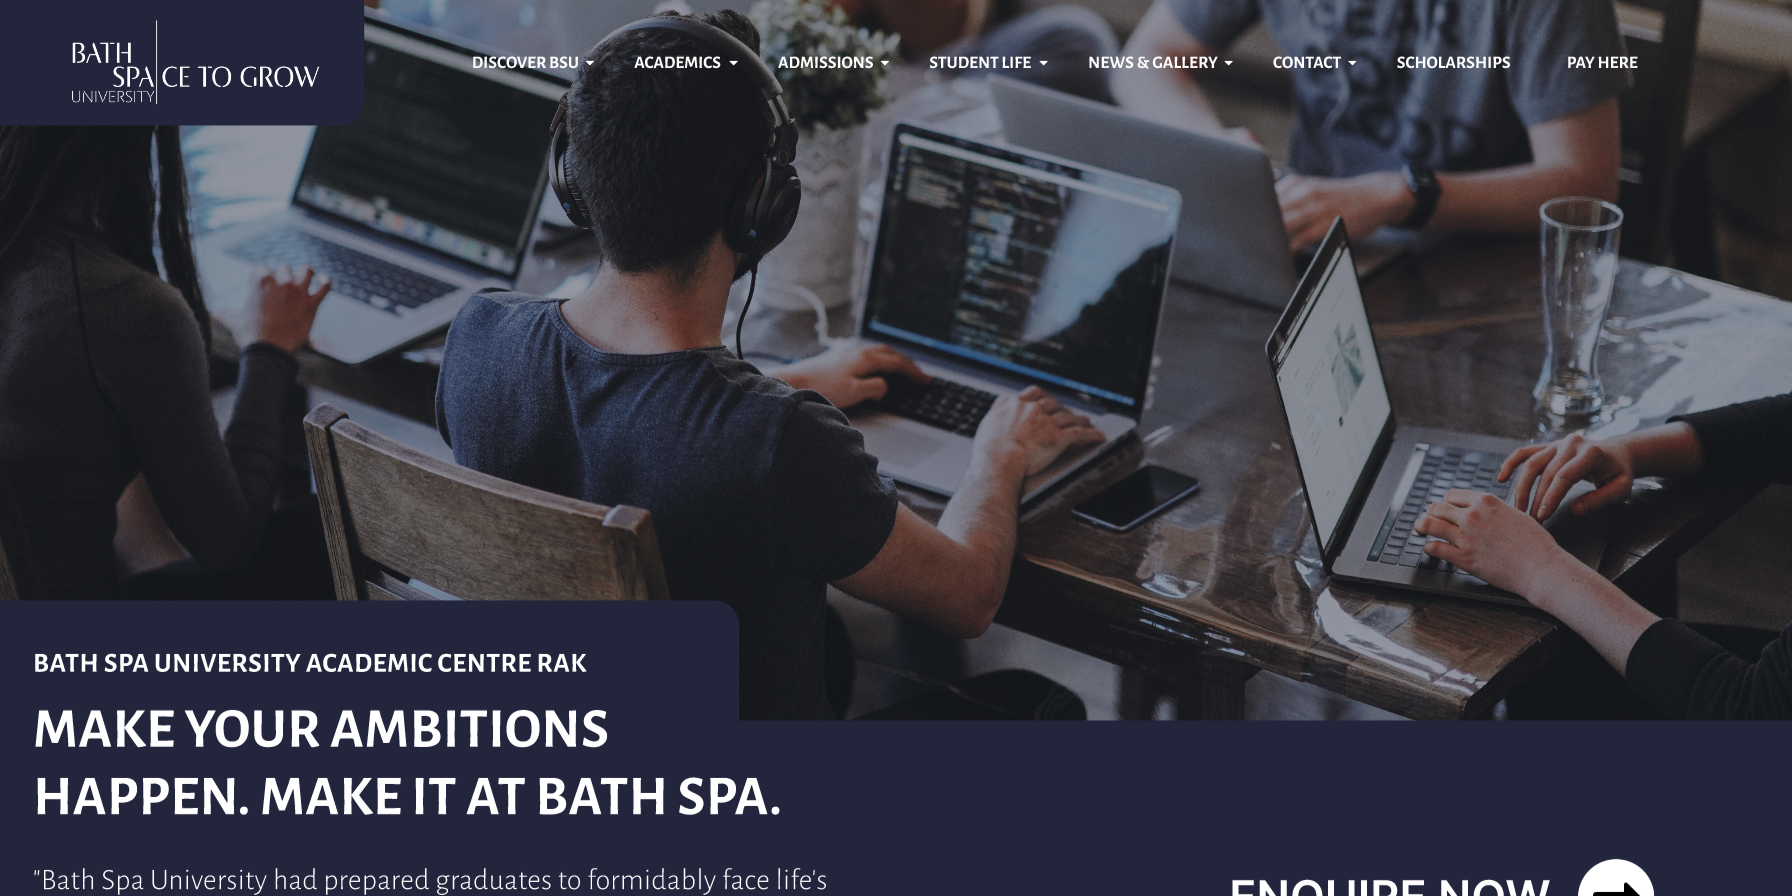 BATH
SPACE TO GROW
UNIVERSITY
DISCOVER BSU ACADEMICS ADMISSIONS STUDENT LIFE NEWS & GALLERY CONTACT SCHOLARSHIPS PAY HERE
BATH SPA UNIVERSITY ACADEMIC CENTRE RAK
MAKE YOUR AMBITIONS
HAPPEN. MAKE IT AT BATH SPA.
"Bath Spa University had prepared graduates to formidably face life's
ENQUIRE NOW